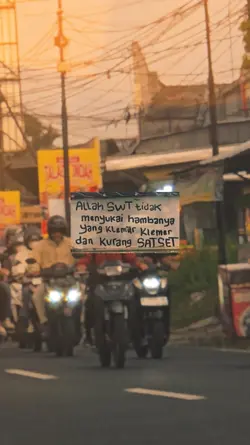 Allah SWT tidak
menyukai hambanya
yang Klemar Klemer
dan Kurang SATSET